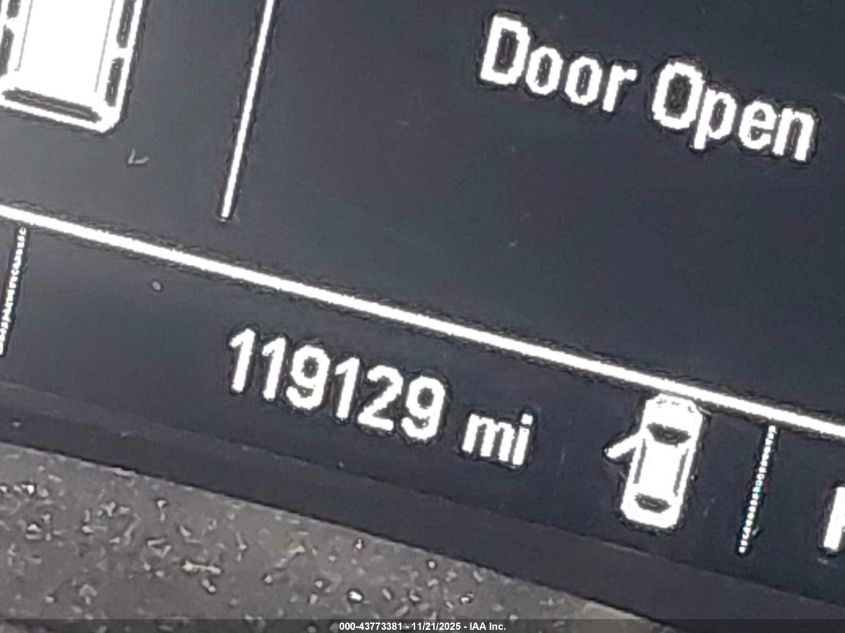 Door Open
119129 mi
000-43773381 - 11/21/2025 - IAA Inc.